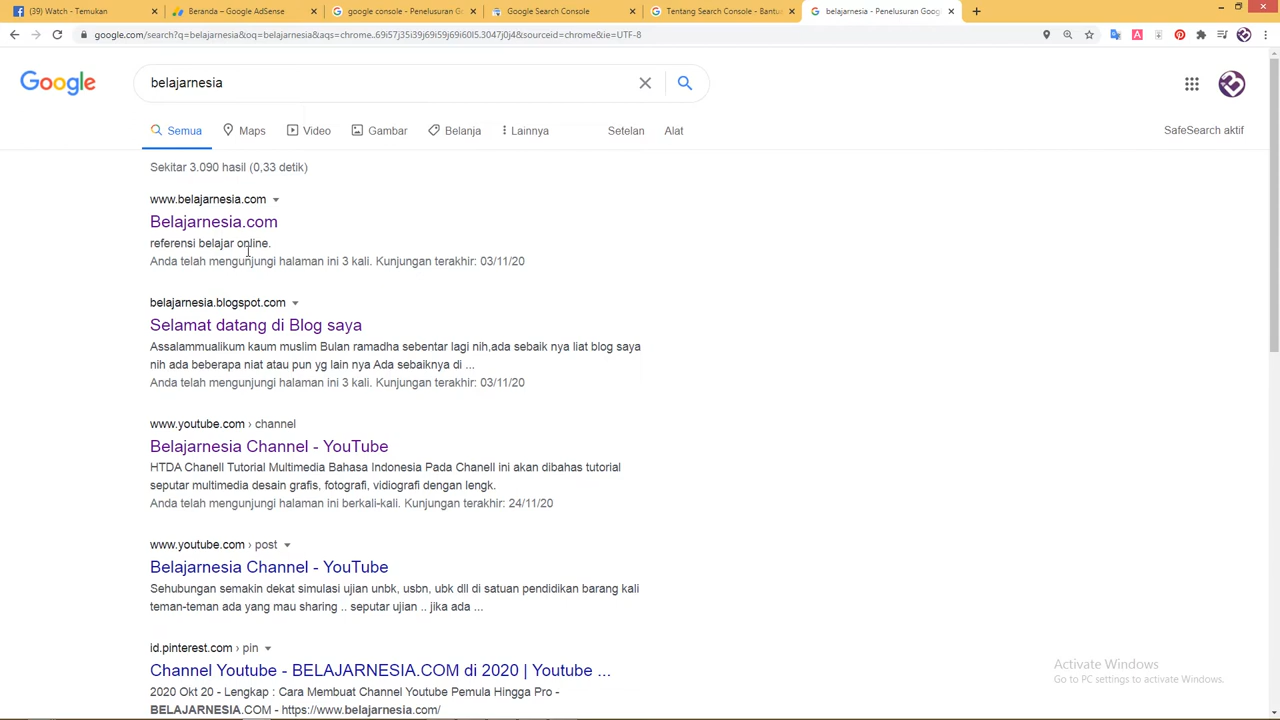 (39) Watch - Temukan
Beranda – Google AdSense
google console - Penelusuran Go
Google Search Console
Tentang Search Console - Bantu
belajarnesia - Penelusuran Goog
google.com/search?q=belajarnesia&oq=belajarnesia&aqs=chrome..69i57j35i39j69i59j69i60l5.3047j0j4&sourceid=chrome&ie=UTF-8
Google
belajarnesia
Semua
Maps
Video
Gambar
Belanja
Lainnya
Setelan
Alat
SafeSearch aktif
Sekitar 3.090 hasil (0,33 detik)
www.belajarnesia.com
Belajarnesia.com
referensi belajar online.
Anda telah mengunjungi halaman ini 3 kali. Kunjungan terakhir: 03/11/20
belajarnesia.blogspot.com
Selamat datang di Blog saya
Assalammualikum kaum muslim Bulan ramadha sebentar lagi nih,ada sebaik nya liat blog saya
nih ada beberapa niat atau pun yg lain nya Ada sebaiknya di ...
Anda telah mengunjungi halaman ini 3 kali. Kunjungan terakhir: 03/11/20
www.youtube.com › channel
Belajarnesia Channel - YouTube
HTDA Chanell Tutorial Multimedia Bahasa Indonesia Pada Chanell ini akan dibahas tutorial
seputar multimedia desain grafis, fotografi, vidiografi dengan lengk.
Anda telah mengunjungi halaman ini berkali-kali. Kunjungan terakhir: 24/11/20
www.youtube.com › post
Belajarnesia Channel - YouTube
Sehubungan semakin dekat simulasi ujian unbk, usbn, ubk dll di satuan pendidikan barang kali
teman-teman ada yang mau sharing .. seputar ujian .. jika ada ...
id.pinterest.com › pin
Channel Youtube - BELAJARNESIA.COM di 2020 | Youtube ...
2020 Okt 20 - Lengkap : Cara Membuat Channel Youtube Pemula Hingga Pro -
BELAJARNESIA.COM - https://www.belajarnesia.com/
Activate Windows
Go to PC settings to activate Windows.